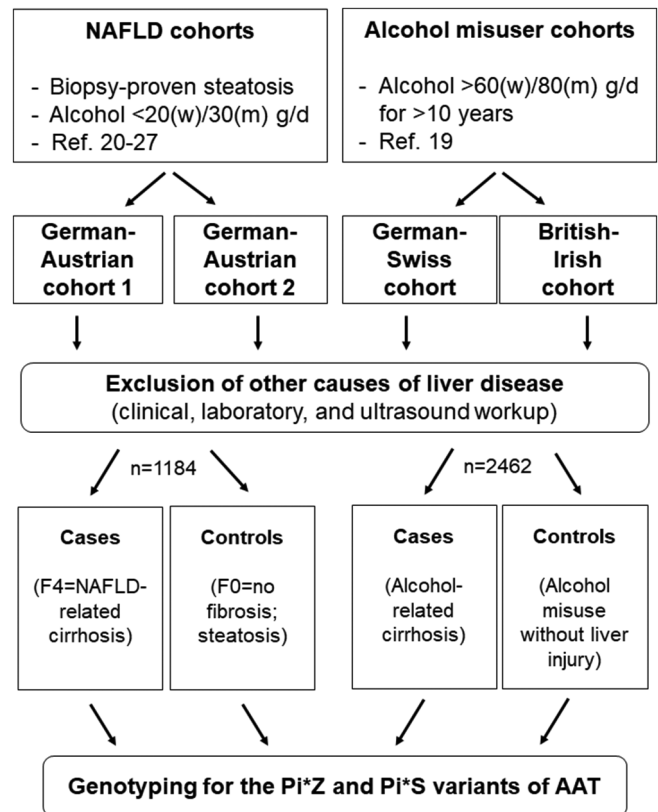 NAFLD cohorts
- Biopsy-proven steatosis
- Alcohol <20(w)/30(m) g/d
- Ref. 20-27
Alcohol misuser cohorts
- Alcohol >60(w)/80(m) g/d
for >10 years
- Ref. 19
German-
Austrian
cohort 1
German-
Austrian
cohort 2
German-
Swiss
cohort
British-
Irish
cohort
Exclusion of other causes of liver disease
(clinical, laboratory, and ultrasound workup)
n=1184
n=2462
Cases
(F4=NAFLD-
related
cirrhosis)
Controls
(F0=no
fibrosis;
steatosis)
Cases
(Alcohol-
related
cirrhosis)
Controls
(Alcohol
misuse
without liver
injury)
Genotyping for the Pi*Z and Pi*S variants of AAT